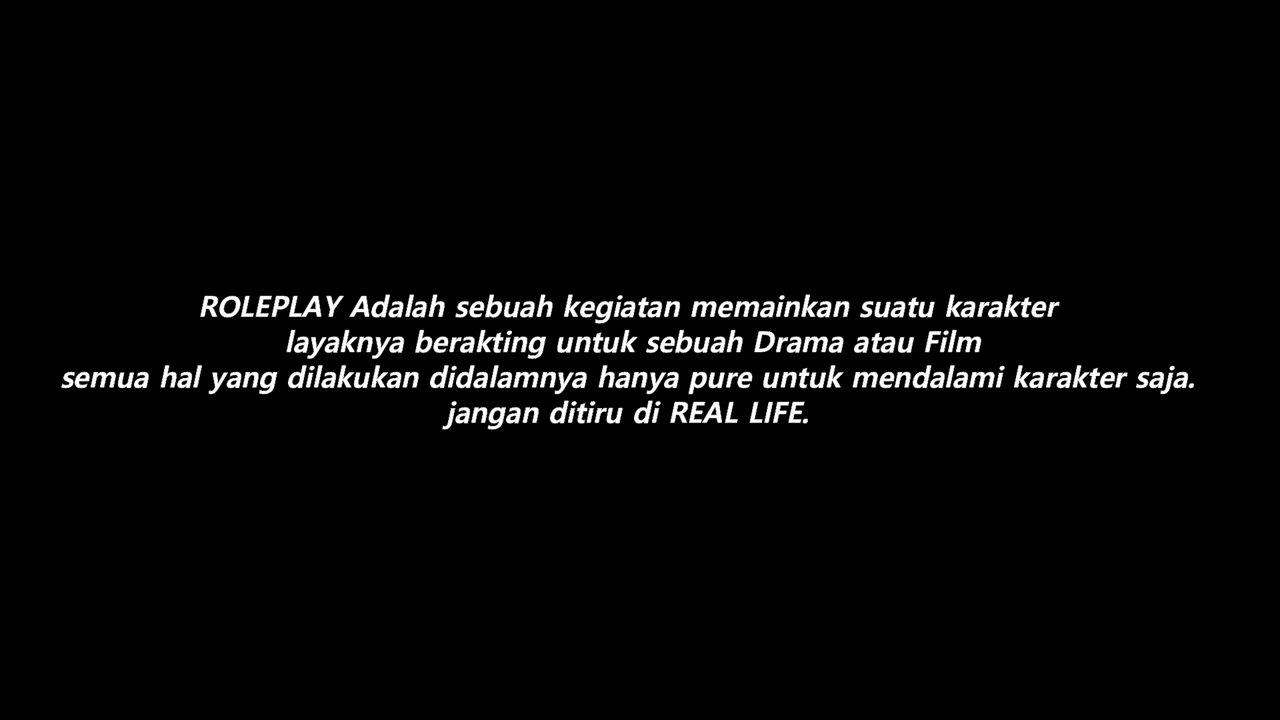 ROLEPLAY Adalah sebuah kegiatan memainkan suatu karakter
layaknya berakting untuk sebuah Drama atau Film
semua hal yang dilakukan didalamnya hanya pure untuk mendalami karakter saja.
jangan ditiru di REAL LIFE.